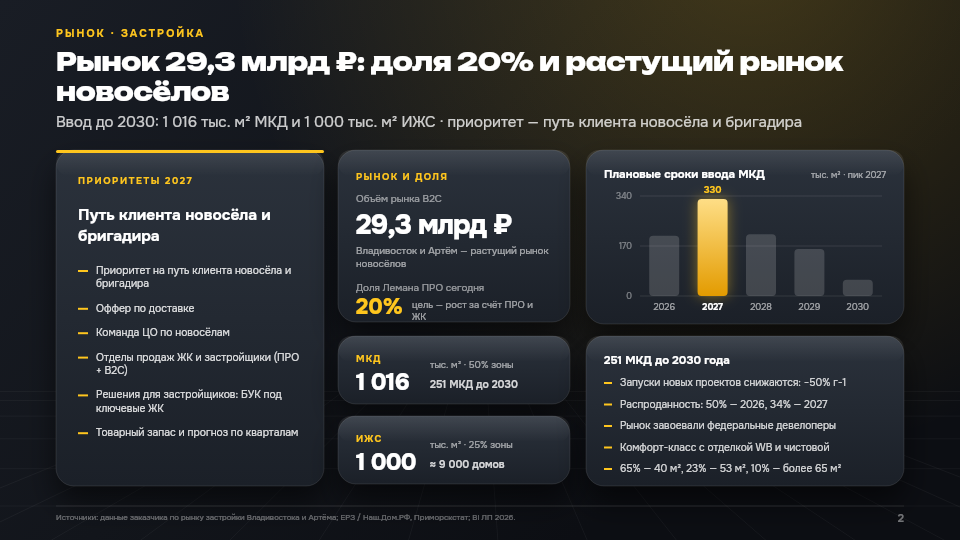 РЫНОК · ЗАСТРОЙКА
Рынок 29,3 млрд ₽: доля 20% и растущий рынок
новосёлов
Ввод до 2030: 1 016 тыс. м² МКД и 1 000 тыс. м² ИЖС · приоритет — путь клиента новосёла и бригадира
ПРИОРИТЕТЫ 2027
Путь клиента новосёла и
бригадира
— Приоритет на путь клиента новосёла и
бригадира
— Оффер по доставке
— Команда ЦО по новосёлам
— Отделы продаж ЖК и застройщики (ПРО
+ B2C)
— Решения для застройщиков: БУК под
ключевые ЖК
— Товарный запас и прогноз по кварталам
РЫНОК И ДОЛЯ
Объём рынка B2C
29,3 млрд ₽
Владивосток и Артём — растущий рынок
новосёлов
Доля Лемана ПРО сегодня
20% цель — рост за счёт ПРО и
ЖК
МКД
1 016
тыс. м² · 50% зоны
251 МКД до 2030
ИЖС
1 000
тыс. м² · 25% зоны
≈ 9 000 домов
Плановые сроки ввода МКД
тыс. м² · пик 2027
330
340
170
0
2026 2027 2028 2029 2030
251 МКД до 2030 года
— Запуски новых проектов снижаются: −50% г-1
— Распроданность: 50% — 2026, 34% — 2027
— Рынок завоевали федеральные девелоперы
— Комфорт-класс с отделкой WB и чистовой
— 65% — 40 м², 23% — 53 м², 10% — более 65 м²
Источники: данные заказчика по рынку застройки Владивостока и Артёма; ЕРЗ / Наш.Дом.РФ, Приморскстат; BI ЛП 2026.
2